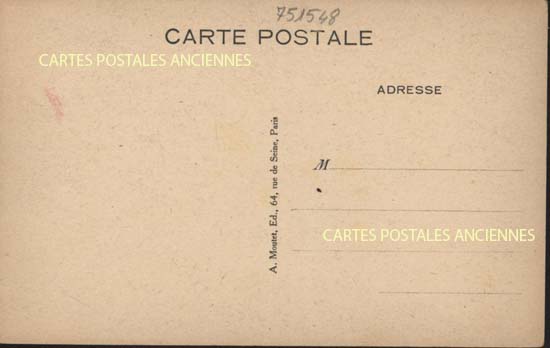 751548
CARTE POSTALE
CARTES POSTALES ANCIENNES
ADRESSE
A. Moutet, Ed., 64, rue de Seine, Paris
M
CARTES POSTALES ANCIENNES